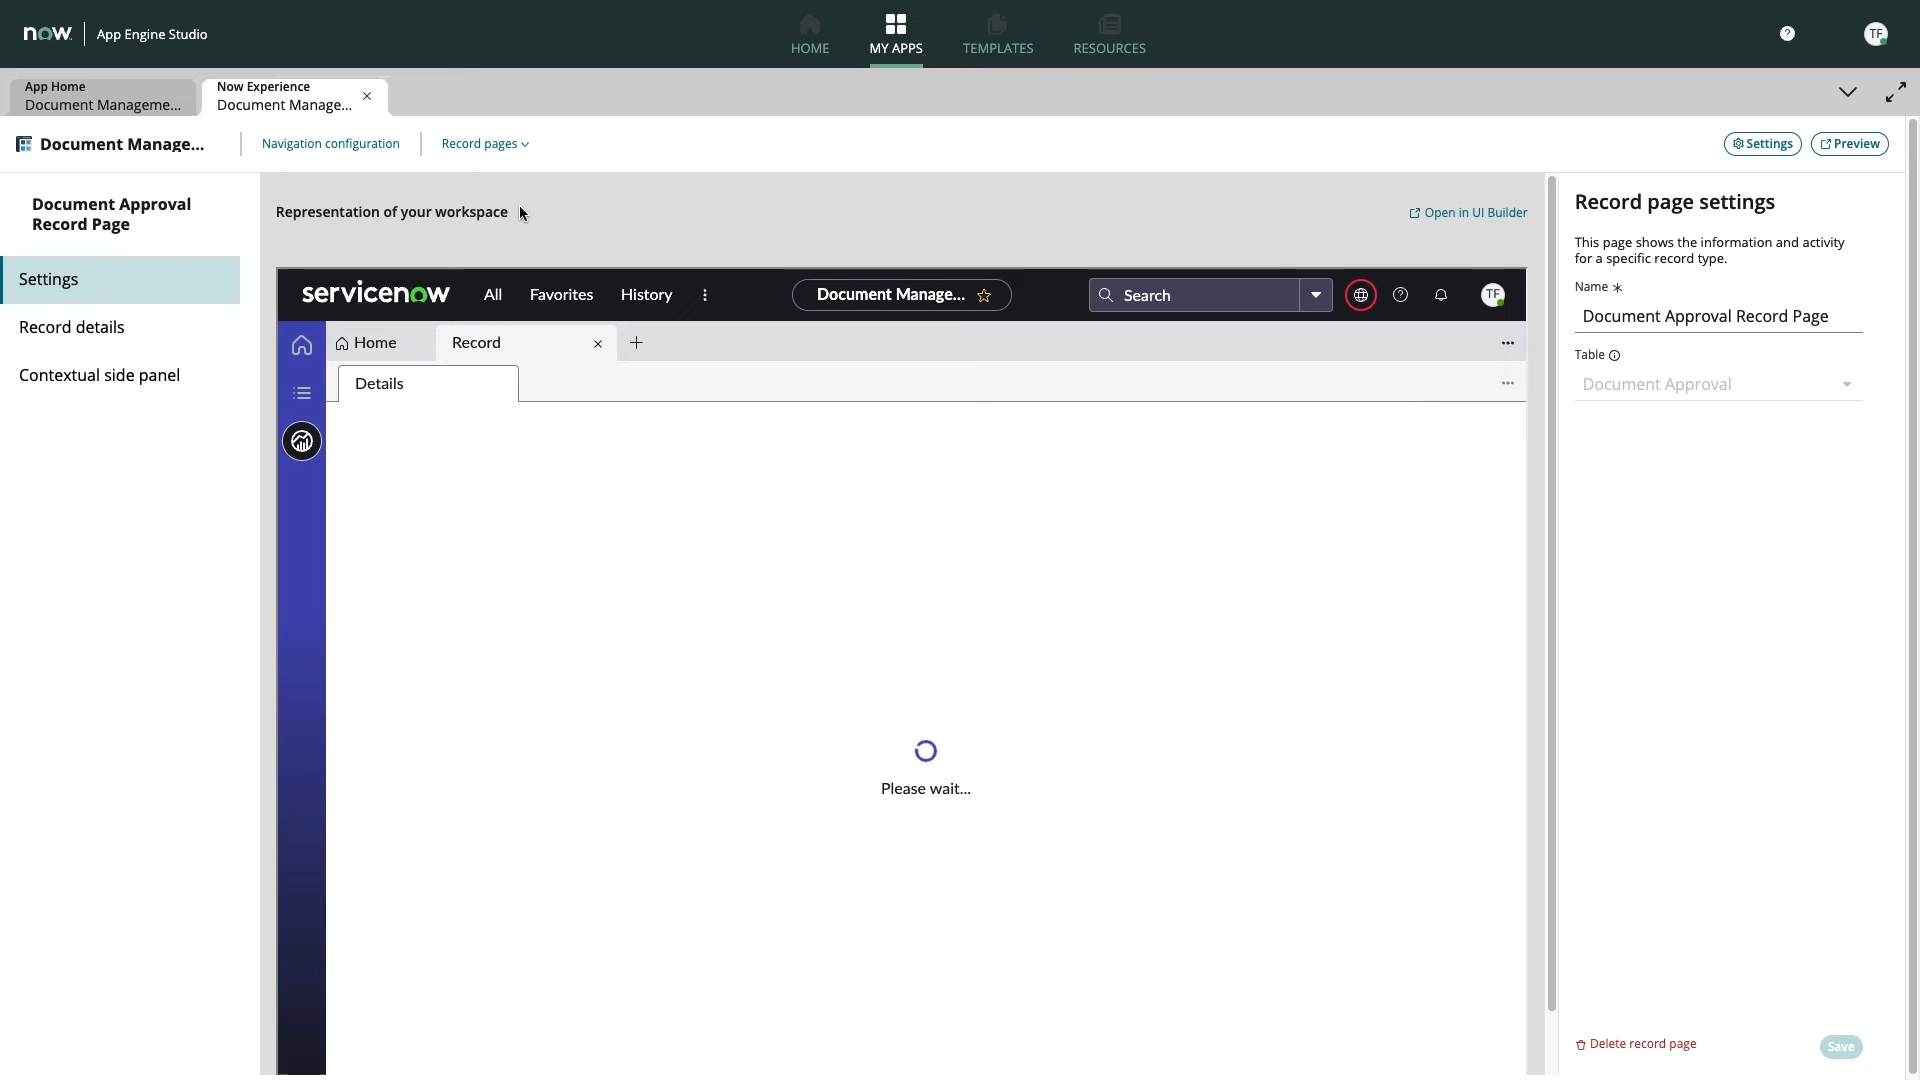 now.
App Engine Studio
HOME
MY APPS
TEMPLATES
RESOURCES
?
TF
App Home
Document Manageme...
Now Experience
Document Manage...
Document Manage...
Navigation configuration
Record pages
Settings
Preview
Document Approval
Record Page
Settings
Record details
Contextual side panel
Representation of your workspace
Open in UI Builder
servicenow
All
Favorites
History
Document Manage...
Search
TF
Home
Record
Details
Please wait...
Record page settings
This page shows the information and activity
for a specific record type.
Name
Document Approval Record Page
Table
Document Approval
Delete record page
Save